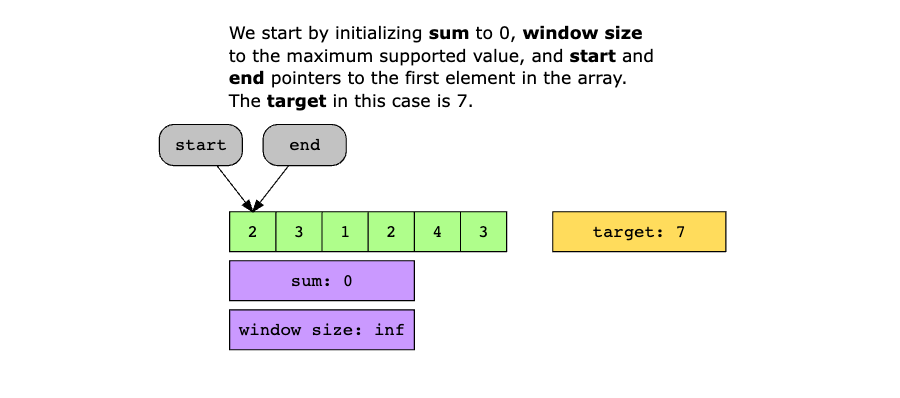 We start by initializing sum to 0, window size
to the maximum supported value, and start and
end pointers to the first element in the array.
The target in this case is 7.
start end
2 3 1 2 4 3 target: 7
sum: 0
window size: inf